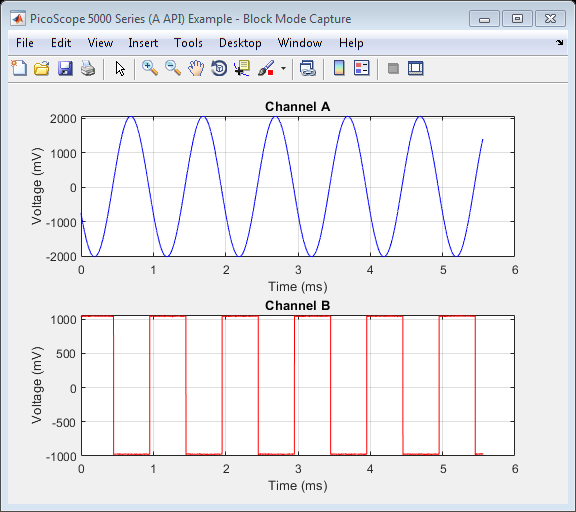 PicoScope 5000 Series (A API) Example - Block Mode Capture
File Edit View Insert Tools Desktop Window Help
Channel A
Voltage (mV)
2000
1000
0
-1000
-2000
0 1 2 3 4 5 6
Time (ms)
Channel B
Voltage (mV)
1000
500
0
-500
-1000
0 1 2 3 4 5 6
Time (ms)